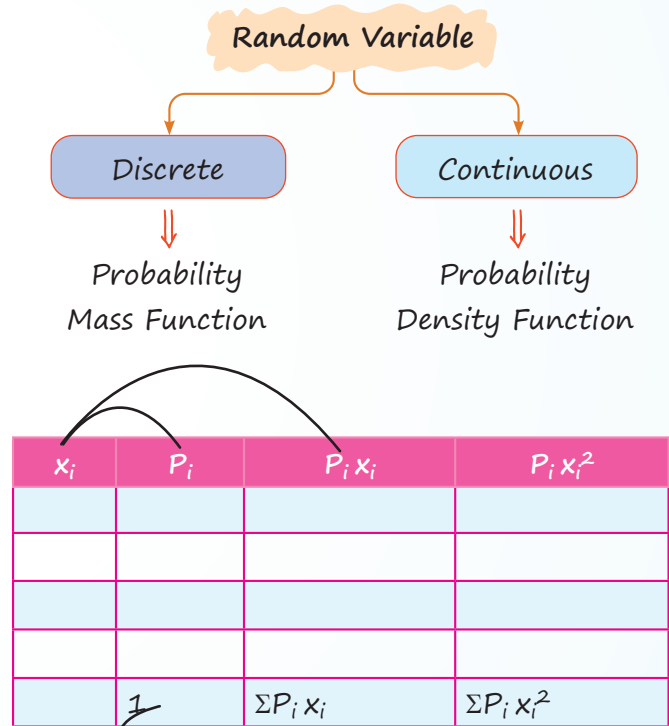 Random Variable
Discrete Continuous
Probability Mass Function
Probability Density Function
xᵢ Pᵢ Pᵢ xᵢ Pᵢ xᵢ²
1 ΣPᵢ xᵢ ΣPᵢ xᵢ²